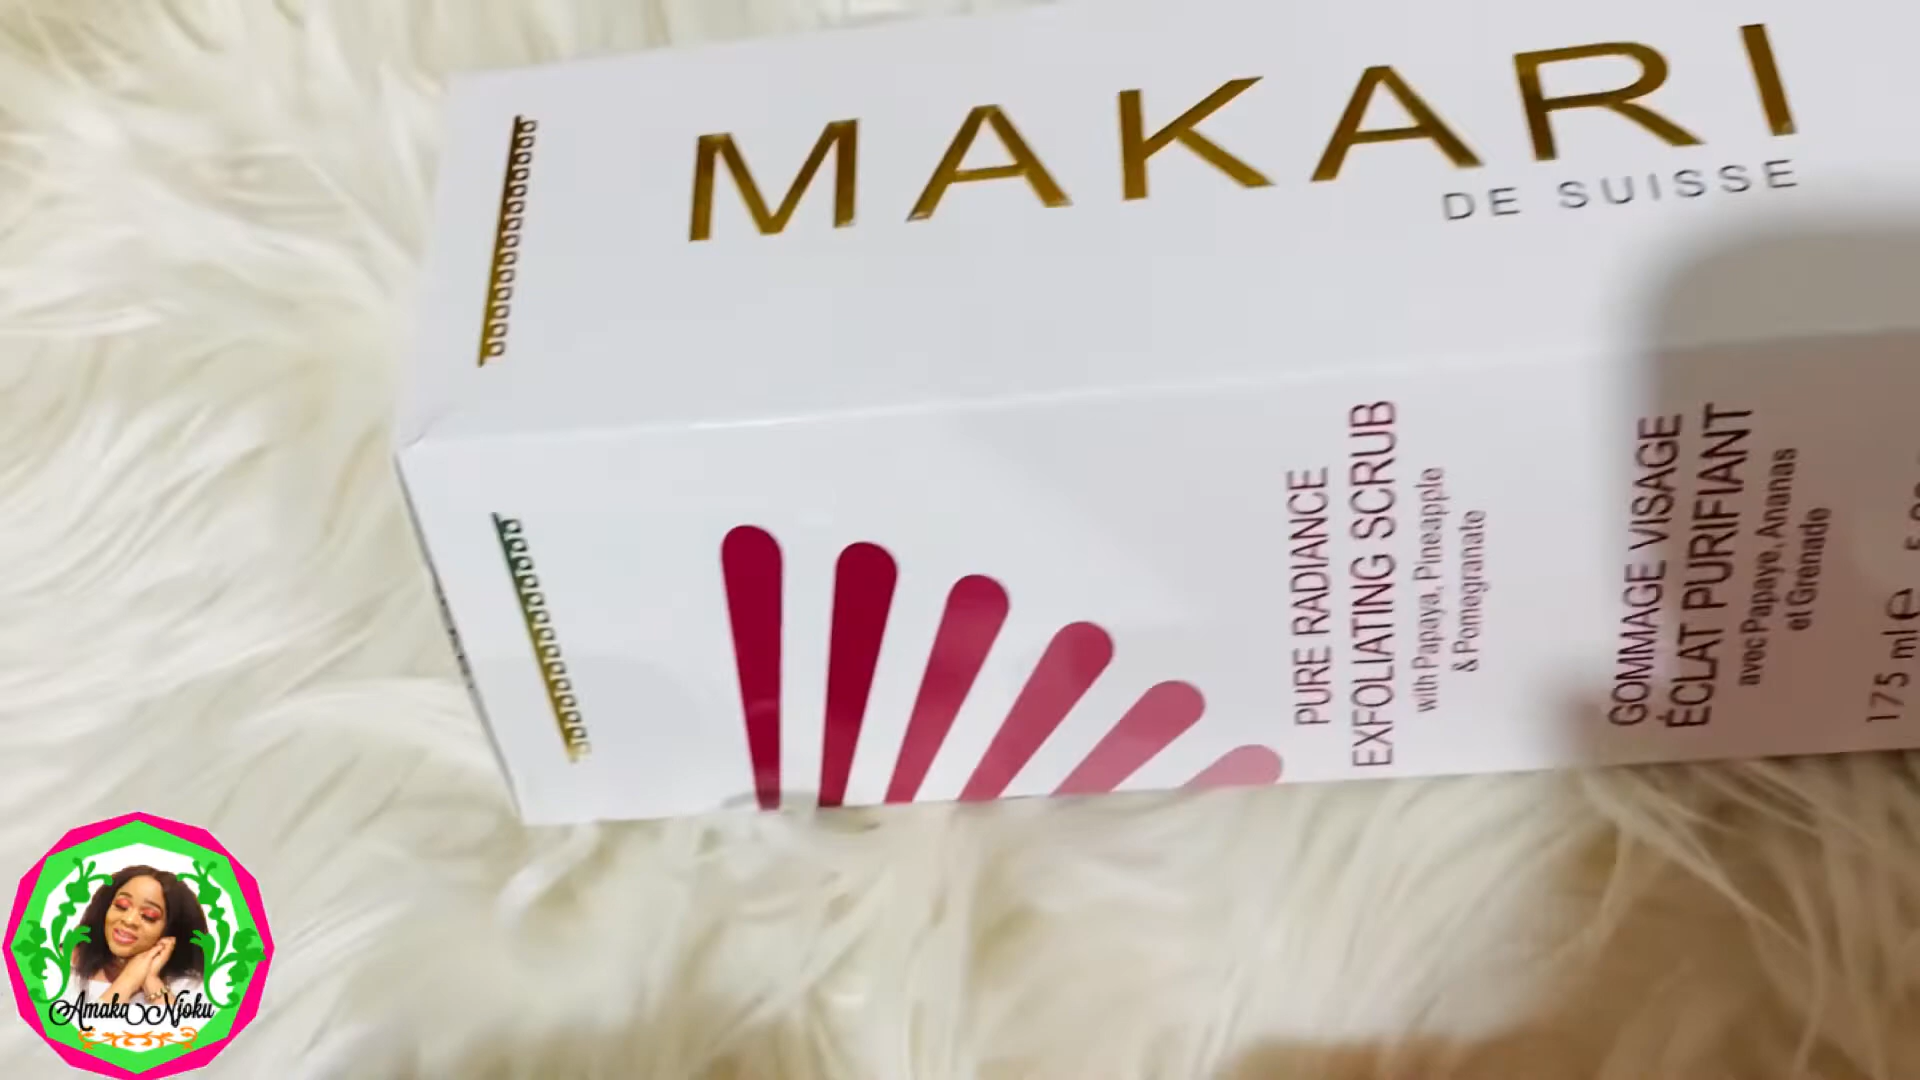 MAKARI
DE SUISSE
PURE RADIANCE
EXFOLIATING SCRUB
with Papaya, Pineapple
& Pomegranate
GOMMAGE VISAGE
ÉCLAT PURIFIANT
avec Papaye, Ananas
et Grenade
175 ml e
Amaka Njoku